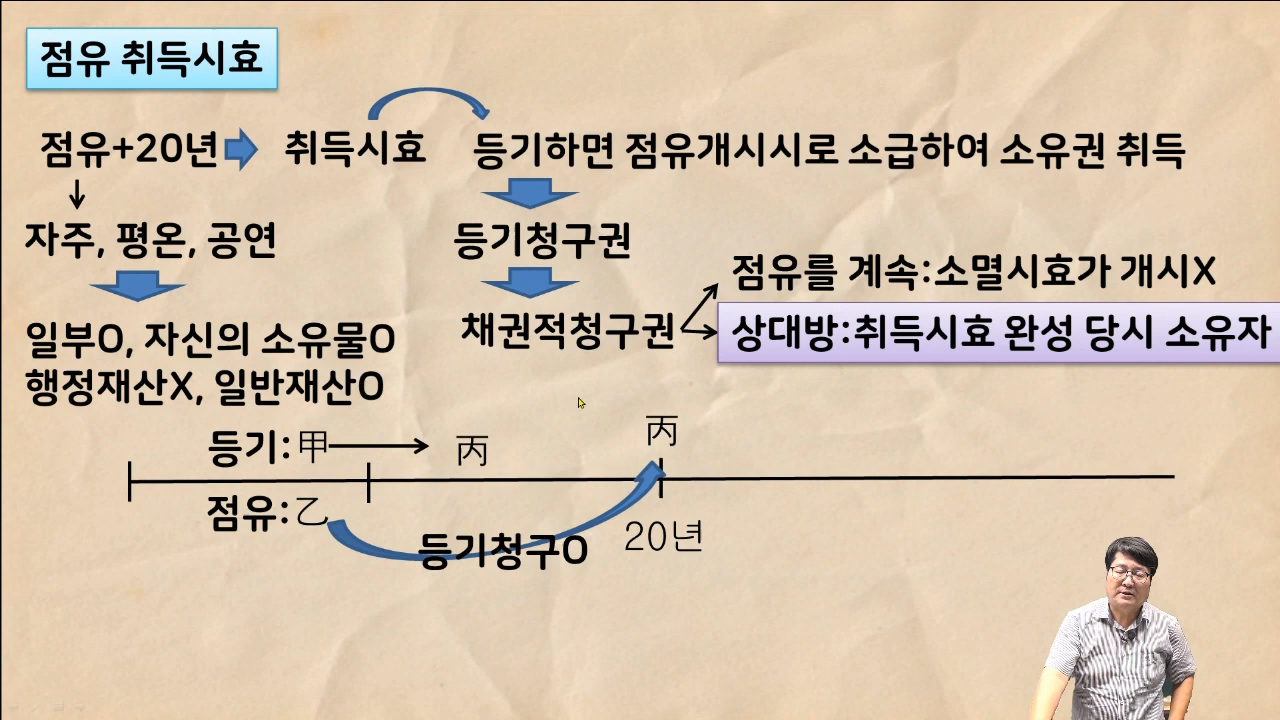 점유 취득시효
점유+20년 취득시효 등기하면 점유개시시로 소급하여 소유권 취득
자주, 평온, 공연 등기청구권
점유를 계속:소멸시효가 개시X
채권적청구권 상대방:취득시효 완성 당시 소유자
일부O, 자신의 소유물O
행정재산X, 일반재산O
등기:甲 丙 丙
점유:乙
등기청구O 20년